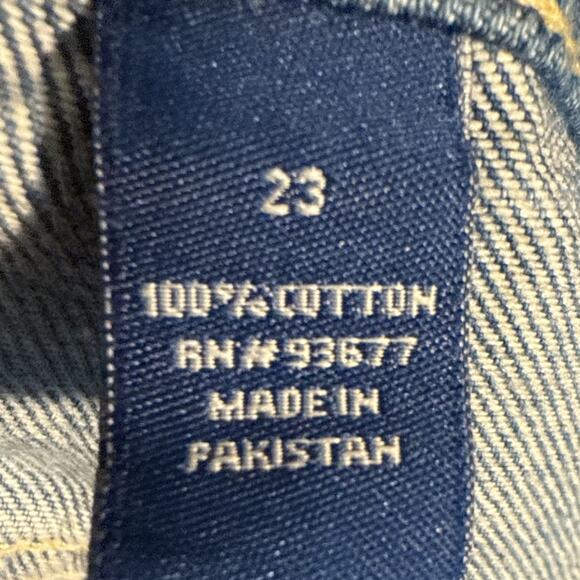 23
100% COTTON
RN# 93677
MADE IN
PAKISTAN